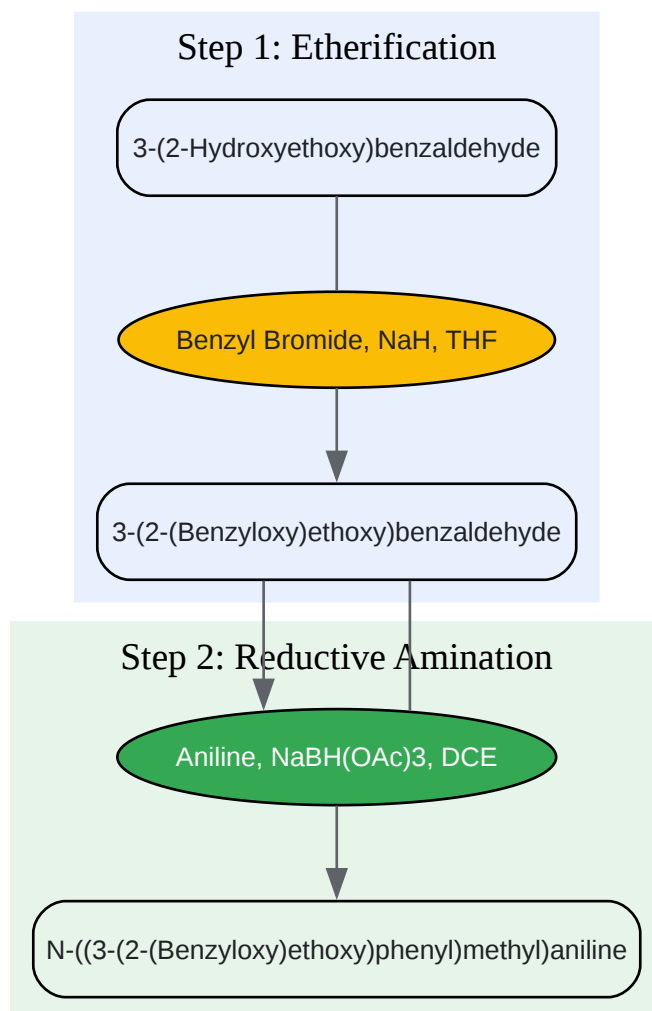 Step 1: Etherification
3-(2-Hydroxyethoxy)benzaldehyde
Benzyl Bromide, NaH, THF
3-(2-(Benzyloxy)ethoxy)benzaldehyde
Step 2: Reductive Amination
Aniline, NaBH(OAc)3, DCE
N-((3-(2-(Benzyloxy)ethoxy)phenyl)methyl)aniline